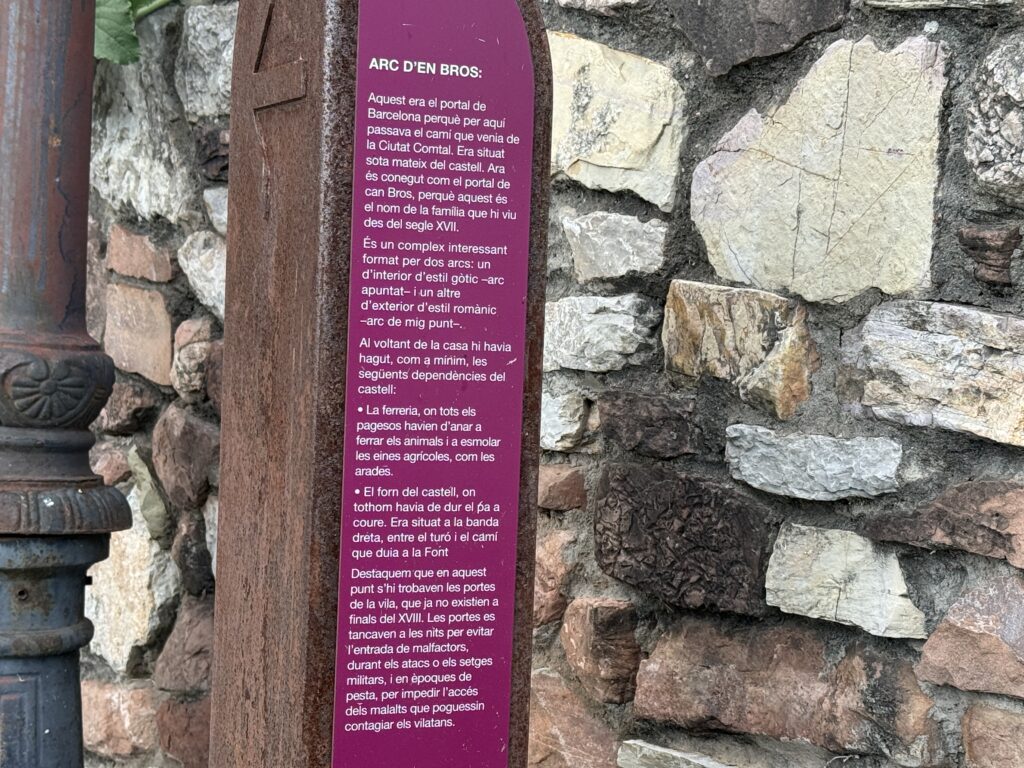 ARC D'EN BROS:
Aquest era el portal de
Barcelona perquè per aquí
passava el camí que venia de
la Ciutat Comtal. Era situat
sota mateix del castell. Ara
és conegut com el portal de
can Bros, perquè aquest és
el nom de la família que hi viu
des del segle XVII.
És un complex interessant
format per dos arcs: un
d'interior d'estil gòtic –arc
apuntat– i un altre
d'exterior d'estil romànic
–arc de mig punt–.
Al voltant de la casa hi havia
hagut, com a mínim, les
següents dependències del
castell:
• La ferreria, on tots els
pagesos havien d'anar a
ferrar els animals i a esmolar
les eines agrícoles, com les
arades.
• El forn del castell, on
tothom havia de dur el pa a
coure. Era situat a la banda
dreta, entre el turó i el camí
que duia a la Font
Destaquem que en aquest
punt s'hi trobaven les portes
de la vila, que ja no existien a
finals del XVIII. Les portes es
tancaven a les nits per evitar
l'entrada de malfactors,
durant els atacs o els setges
militars, i en èpoques de
pesta, per impedir l'accés
dels malalts que poguessin
contagiar els vilatans.